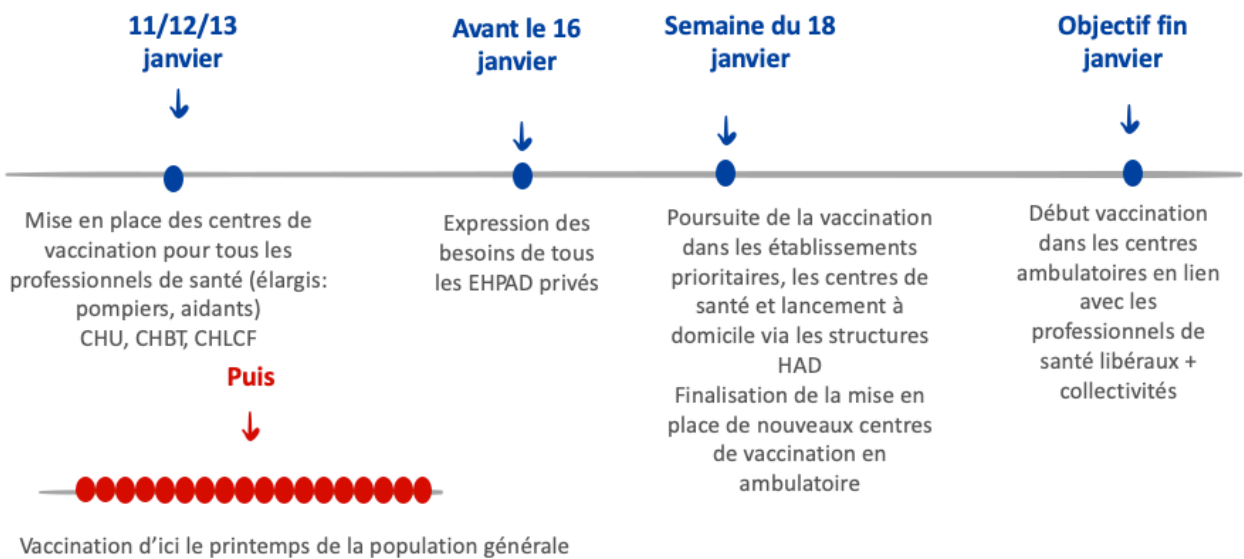 11/12/13
janvier
Mise en place des centres de
vaccination pour tous les
professionnels de santé (élargis:
pompiers, aidants)
CHU, CHBT, CHLCF
Avant le 16
janvier
Expression des
besoins de tous
les EHPAD privés
Semaine du 18
janvier
Poursuite de la vaccination
dans les établissements
prioritaires, les centres de
santé et lancement à
domicile via les structures
HAD
Finalisation de la mise en
place de nouveaux centres
de vaccination en
ambulatoire
Objectif fin
janvier
Début vaccination
dans les centres
ambulatoires en lien
avec les
professionnels de
santé libéraux +
collectivités
Puis
Vaccination d'ici le printemps de la population générale